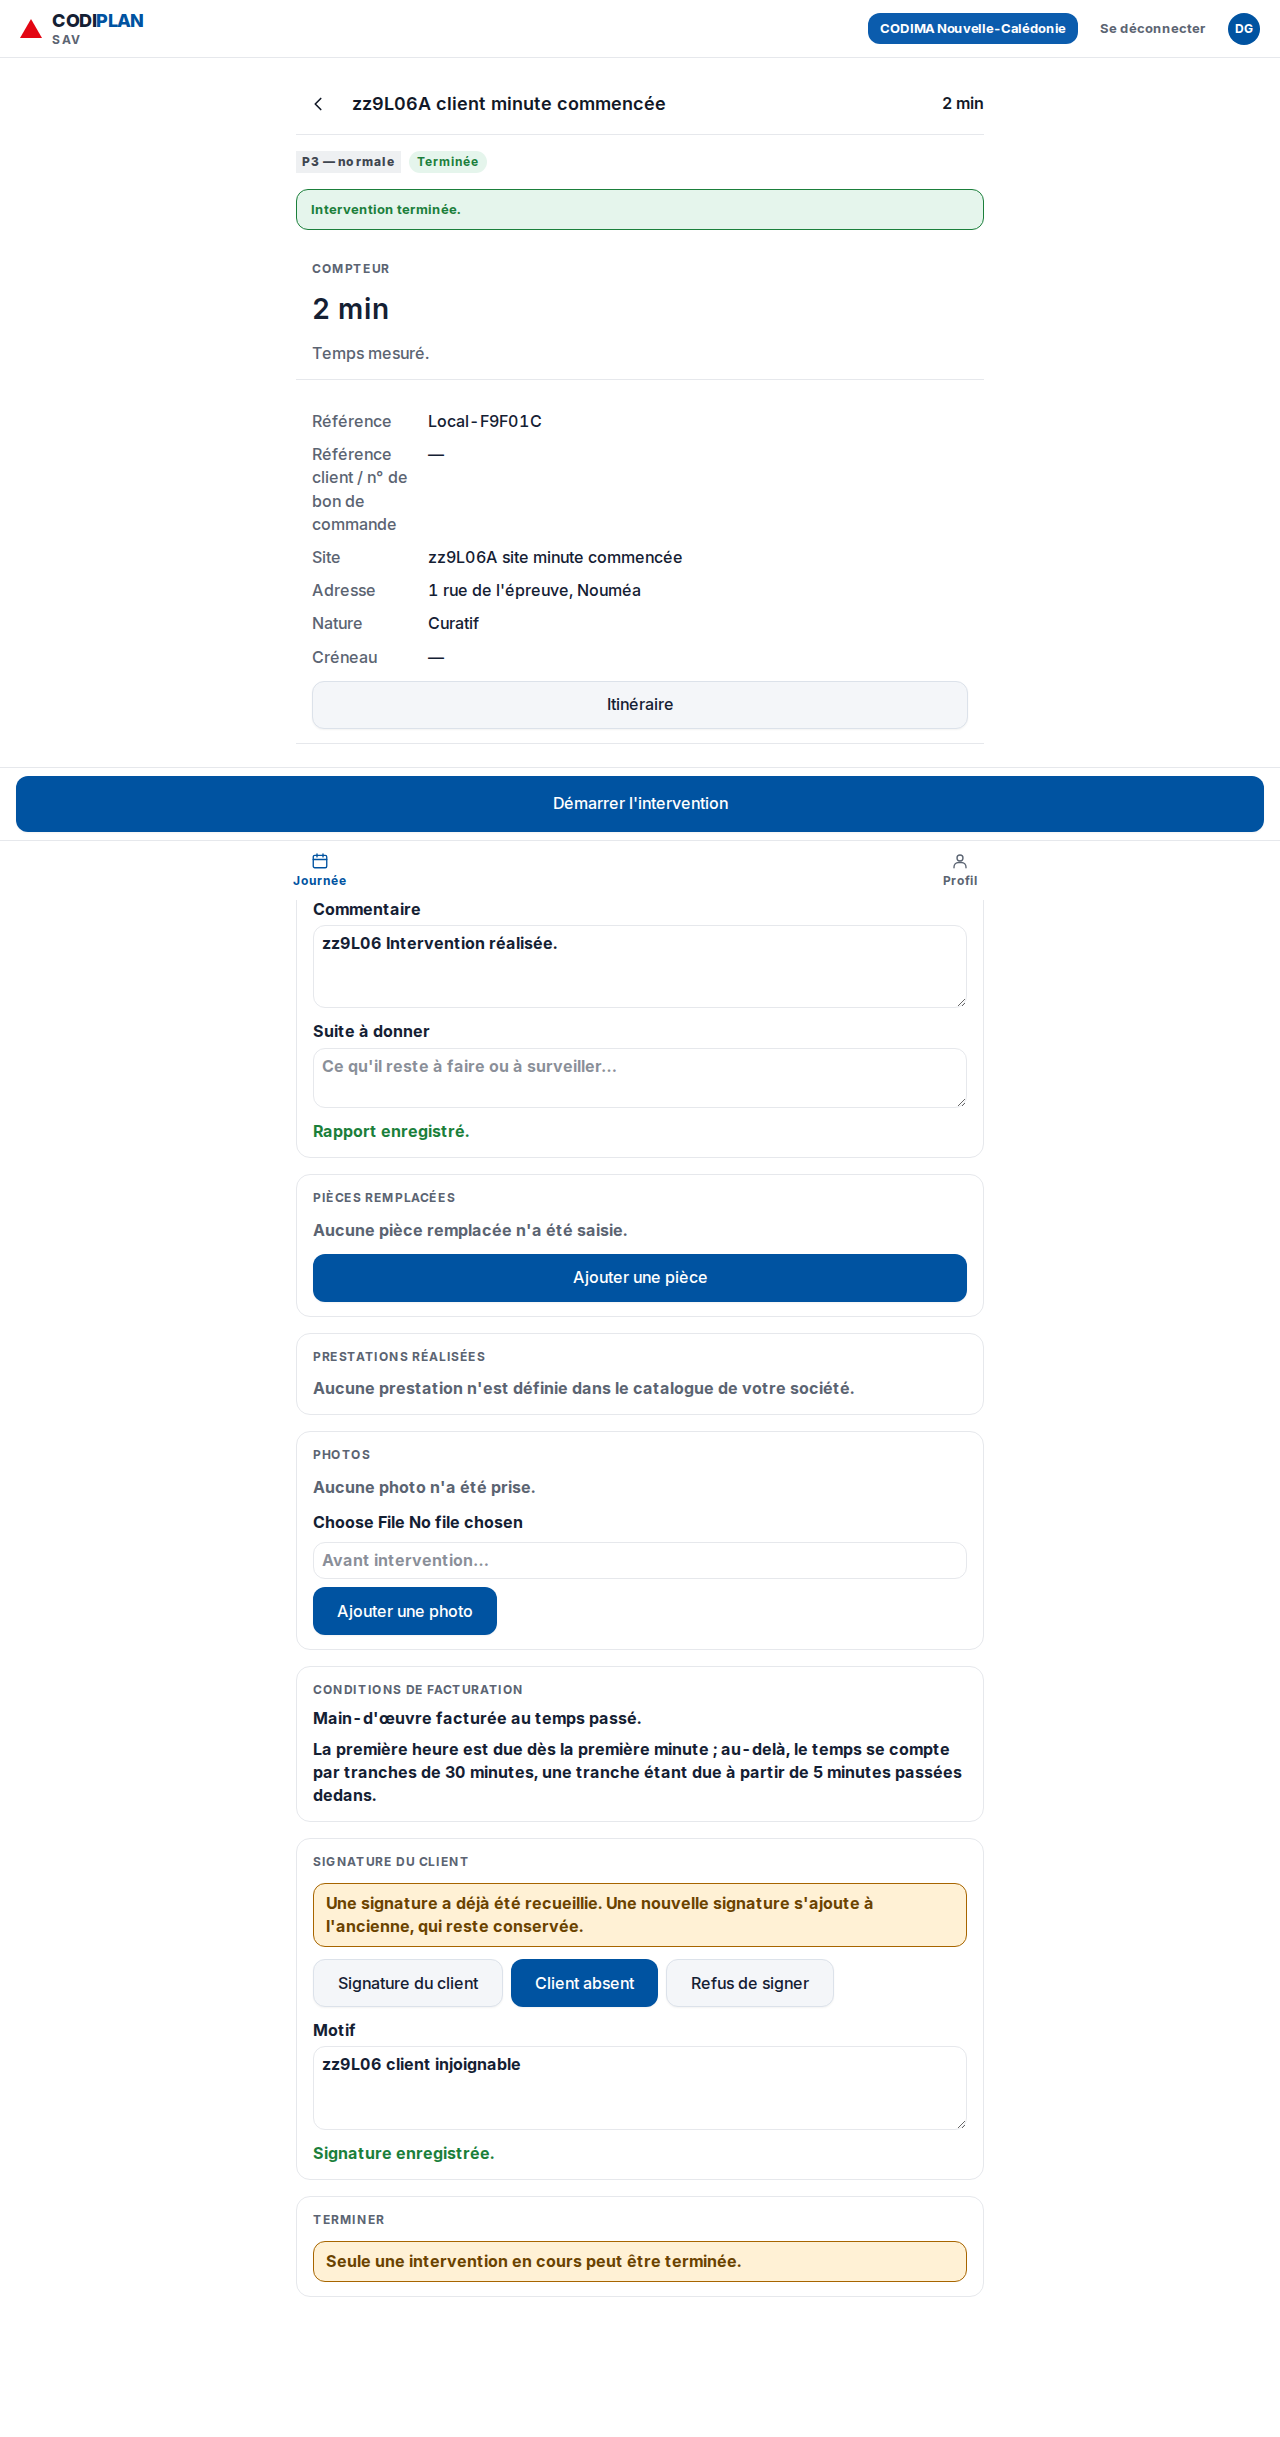 CODIPLAN
SAV
CODIMA Nouvelle-Calédonie
Se déconnecter
DG
zz9L06A client minute commencée
2 min
P3 — normale
Terminée
Intervention terminée.
COMPTEUR
2 min
Temps mesuré.
Référence
Local-F9F01C
Référence
client / n° de
bon de
commande
—
Site
zz9L06A site minute commencée
Adresse
1 rue de l'épreuve, Nouméa
Nature
Curatif
Créneau
—
Itinéraire
Démarrer l'intervention
Journée
Profil
Commentaire
zz9L06 Intervention réalisée.
Suite à donner
Ce qu'il reste à faire ou à surveiller...
Rapport enregistré.
PIÈCES REMPLACÉES
Aucune pièce remplacée n'a été saisie.
Ajouter une pièce
PRESTATIONS RÉALISÉES
Aucune prestation n'est définie dans le catalogue de votre société.
PHOTOS
Aucune photo n'a été prise.
Choose File No file chosen
Avant intervention...
Ajouter une photo
CONDITIONS DE FACTURATION
Main-d'œuvre facturée au temps passé.
La première heure est due dès la première minute ; au-delà, le temps se compte
par tranches de 30 minutes, une tranche étant due à partir de 5 minutes passées
dedans.
SIGNATURE DU CLIENT
Une signature a déjà été recueillie. Une nouvelle signature s'ajoute à
l'ancienne, qui reste conservée.
Signature du client
Client absent
Refus de signer
Motif
zz9L06 client injoignable
Signature enregistrée.
TERMINER
Seule une intervention en cours peut être terminée.